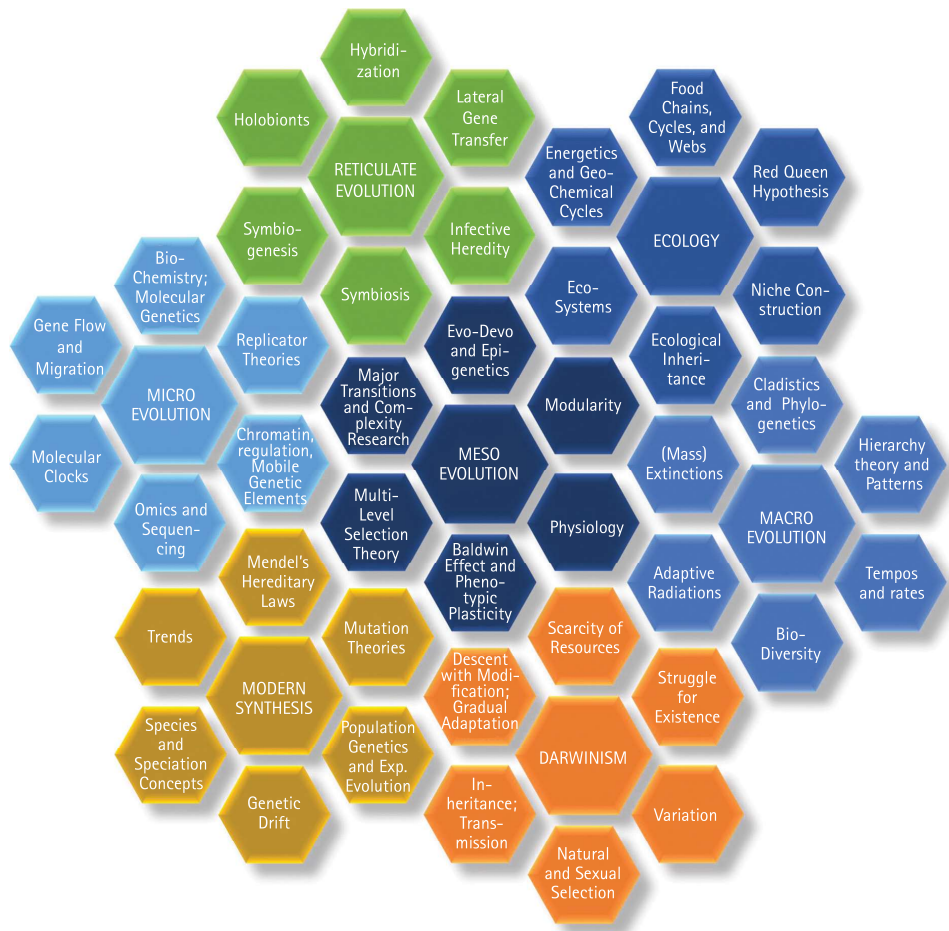 Hybridi-
zation
Holobionts
Lateral
Gene
Transfer
RETICULATE
EVOLUTION
Symbio-
genesis
Infective
Heredity
Symbiosis
Food
Chains,
Cycles, and
Webs
Energetics
and Geo-
Chemical
Cycles
Red Queen
Hypothesis
ECOLOGY
Eco-
Systems
Niche Con-
struction
Ecological
Inheri-
tance
Bio-
Chemistry;
Molecular
Genetics
Gene Flow
and
Migration
Replicator
Theories
MICRO
EVOLUTION
Molecular
Clocks
Chromatin,
regulation,
Mobile
Genetic
Elements
Omics and
Sequen-
cing
Evo-Devo
and Epi-
genetics
Major
Transitions
and Com-
plexity
Research
Modularity
MESO
EVOLUTION
Multi-
Level
Selection
Theory
Physiology
Baldwin
Effect and
Pheno-
typic
Plasticity
Cladistics
and Phylo-
genetics
(Mass)
Extinctions
Hierarchy
theory and
Patterns
MACRO
EVOLUTION
Adaptive
Radiations
Tempos
and rates
Bio-
Diversity
Mendel's
Hereditary
Laws
Trends
Mutation
Theories
MODERN
SYNTHESIS
Species
and
Speciation
Concepts
Population
Genetics
and Exp.
Evolution
Genetic
Drift
Scarcity of
Resources
Descent
with Modi-
fication;
Gradual
Adaptation
Struggle
for
Existence
DARWINISM
In-
heritance;
Trans-
mission
Variation
Natural
and Sexual
Selection